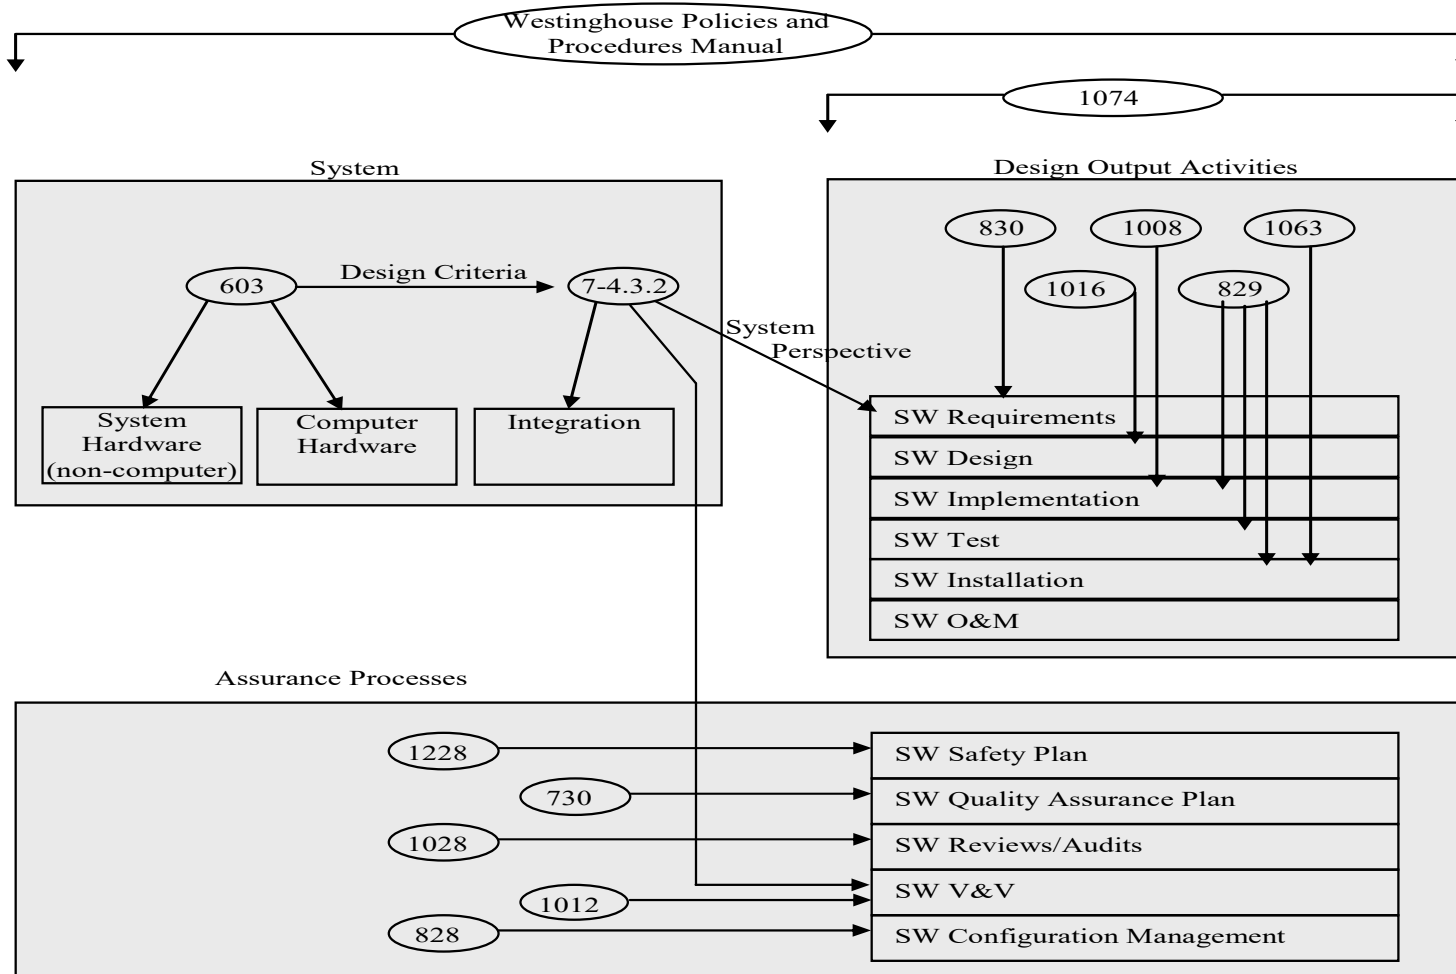 Westinghouse Policies and
Procedures Manual
1074
System
Design Output Activities
830
1008
1063
603
Design Criteria
7-4.3.2
1016
829
System
Perspective
System
Hardware
(non-computer)
Computer
Hardware
Integration
SW Requirements
SW Design
SW Implementation
SW Test
SW Installation
SW O&M
Assurance Processes
1228
SW Safety Plan
730
SW Quality Assurance Plan
1028
SW Reviews/Audits
1012
SW V&V
828
SW Configuration Management